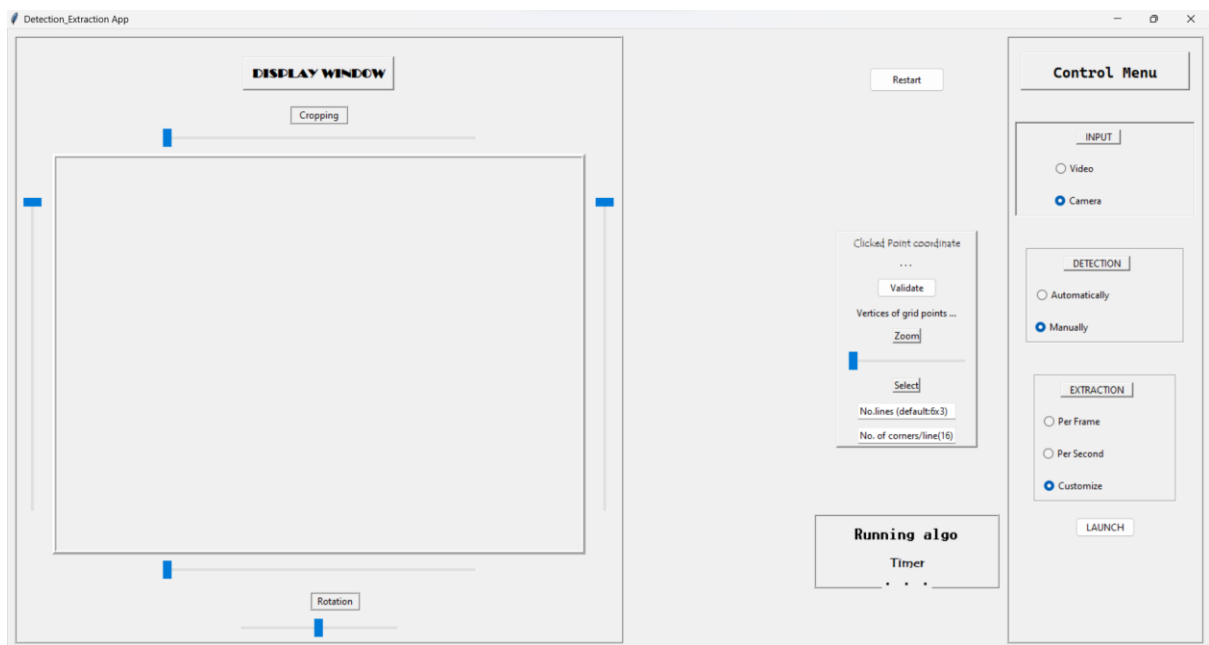 Detection_Extraction App
DISPLAY WINDOW
Cropping
Rotation
Restart
Clicked Point coordinate
...
Validate
Vertices of grid points ...
Zoom
Select
No.lines (default:6x3)
No. of corners/line(16)
Running algo
Timer
. . .
Control Menu
INPUT
Video
Camera
DETECTION
Automatically
Manually
EXTRACTION
Per Frame
Per Second
Customize
LAUNCH